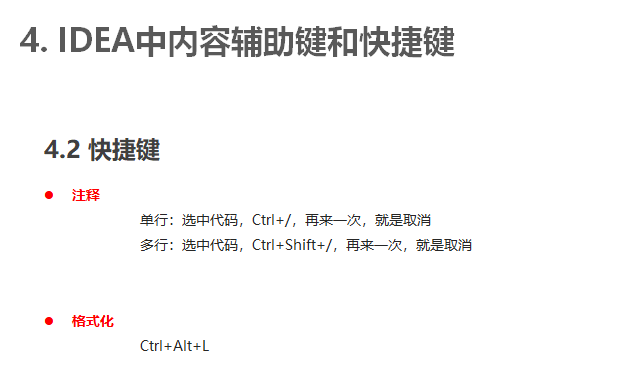 4. IDEA中内容辅助键和快捷键
4.2 快捷键
● 注释
单行：选中代码，Ctrl+/，再来一次，就是取消
多行：选中代码，Ctrl+Shift+/，再来一次，就是取消
● 格式化
Ctrl+Alt+L